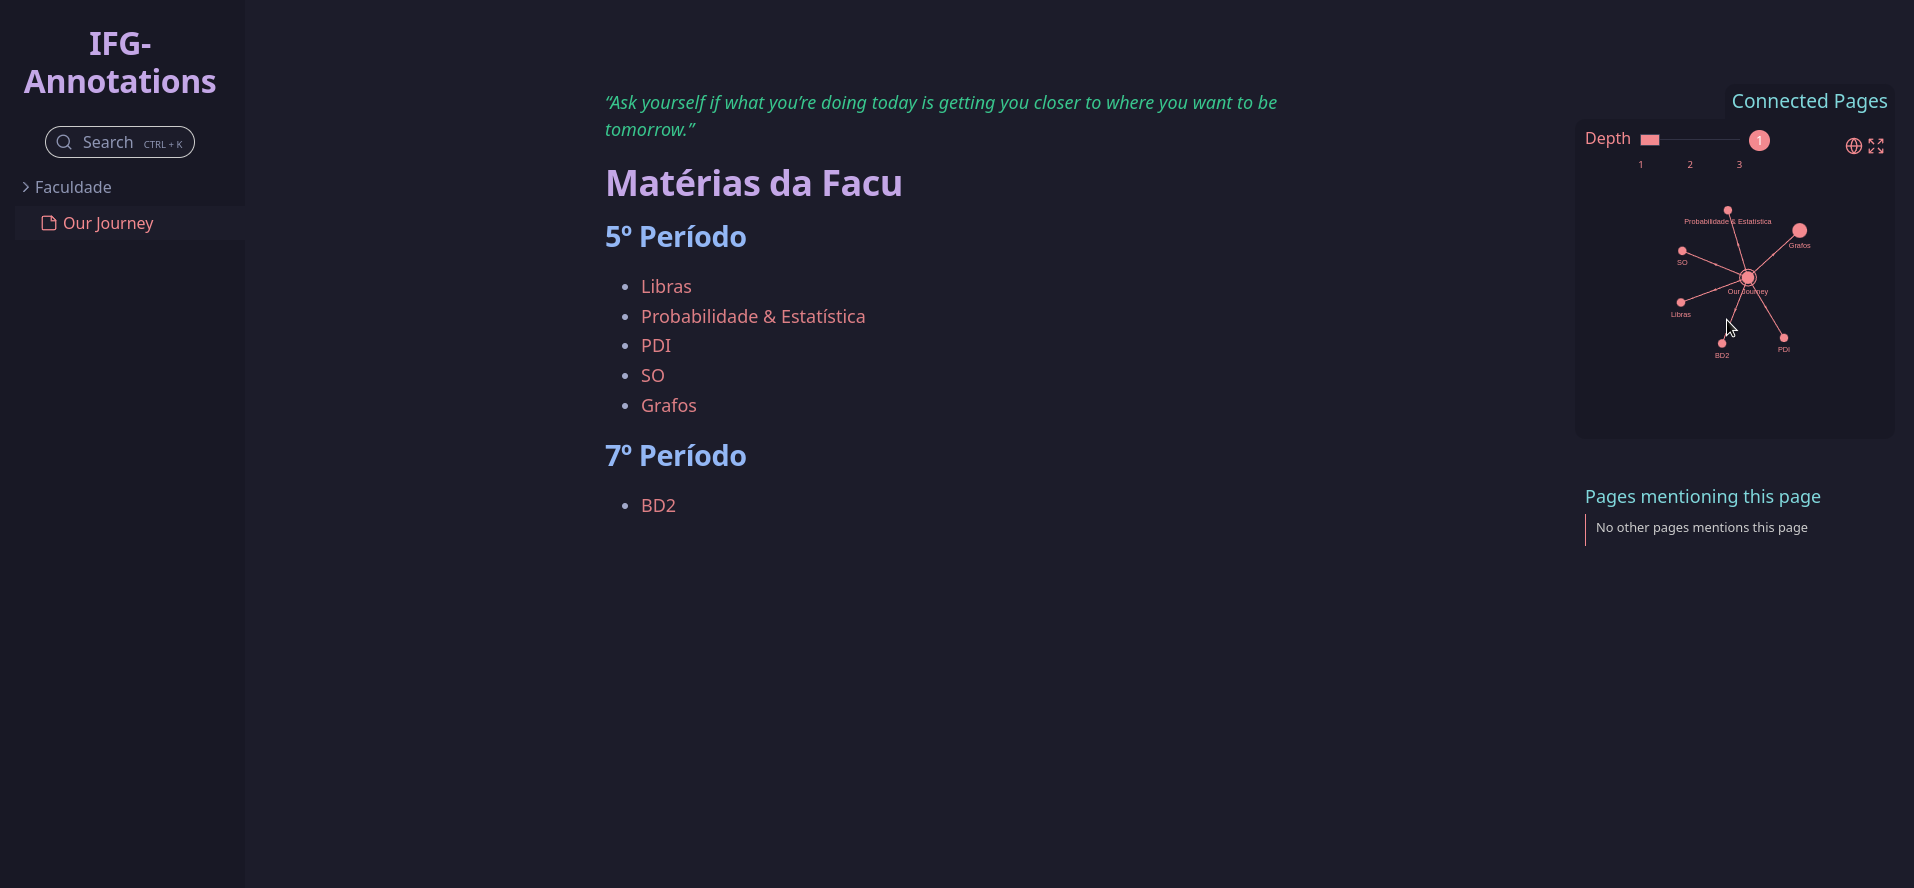 IFG-
Annotations
Search CTRL + K
Faculdade
Our Journey
“Ask yourself if what you’re doing today is getting you closer to where you want to be
tomorrow.”
Matérias da Facu
5º Período
Libras
Probabilidade & Estatística
PDI
SO
Grafos
7º Período
BD2
Connected Pages
Depth 1
1 2 3
Probabilidade & Estatística
Grafos
SO
Our Journey
Libras
BD2
PDI
Pages mentioning this page
No other pages mentions this page